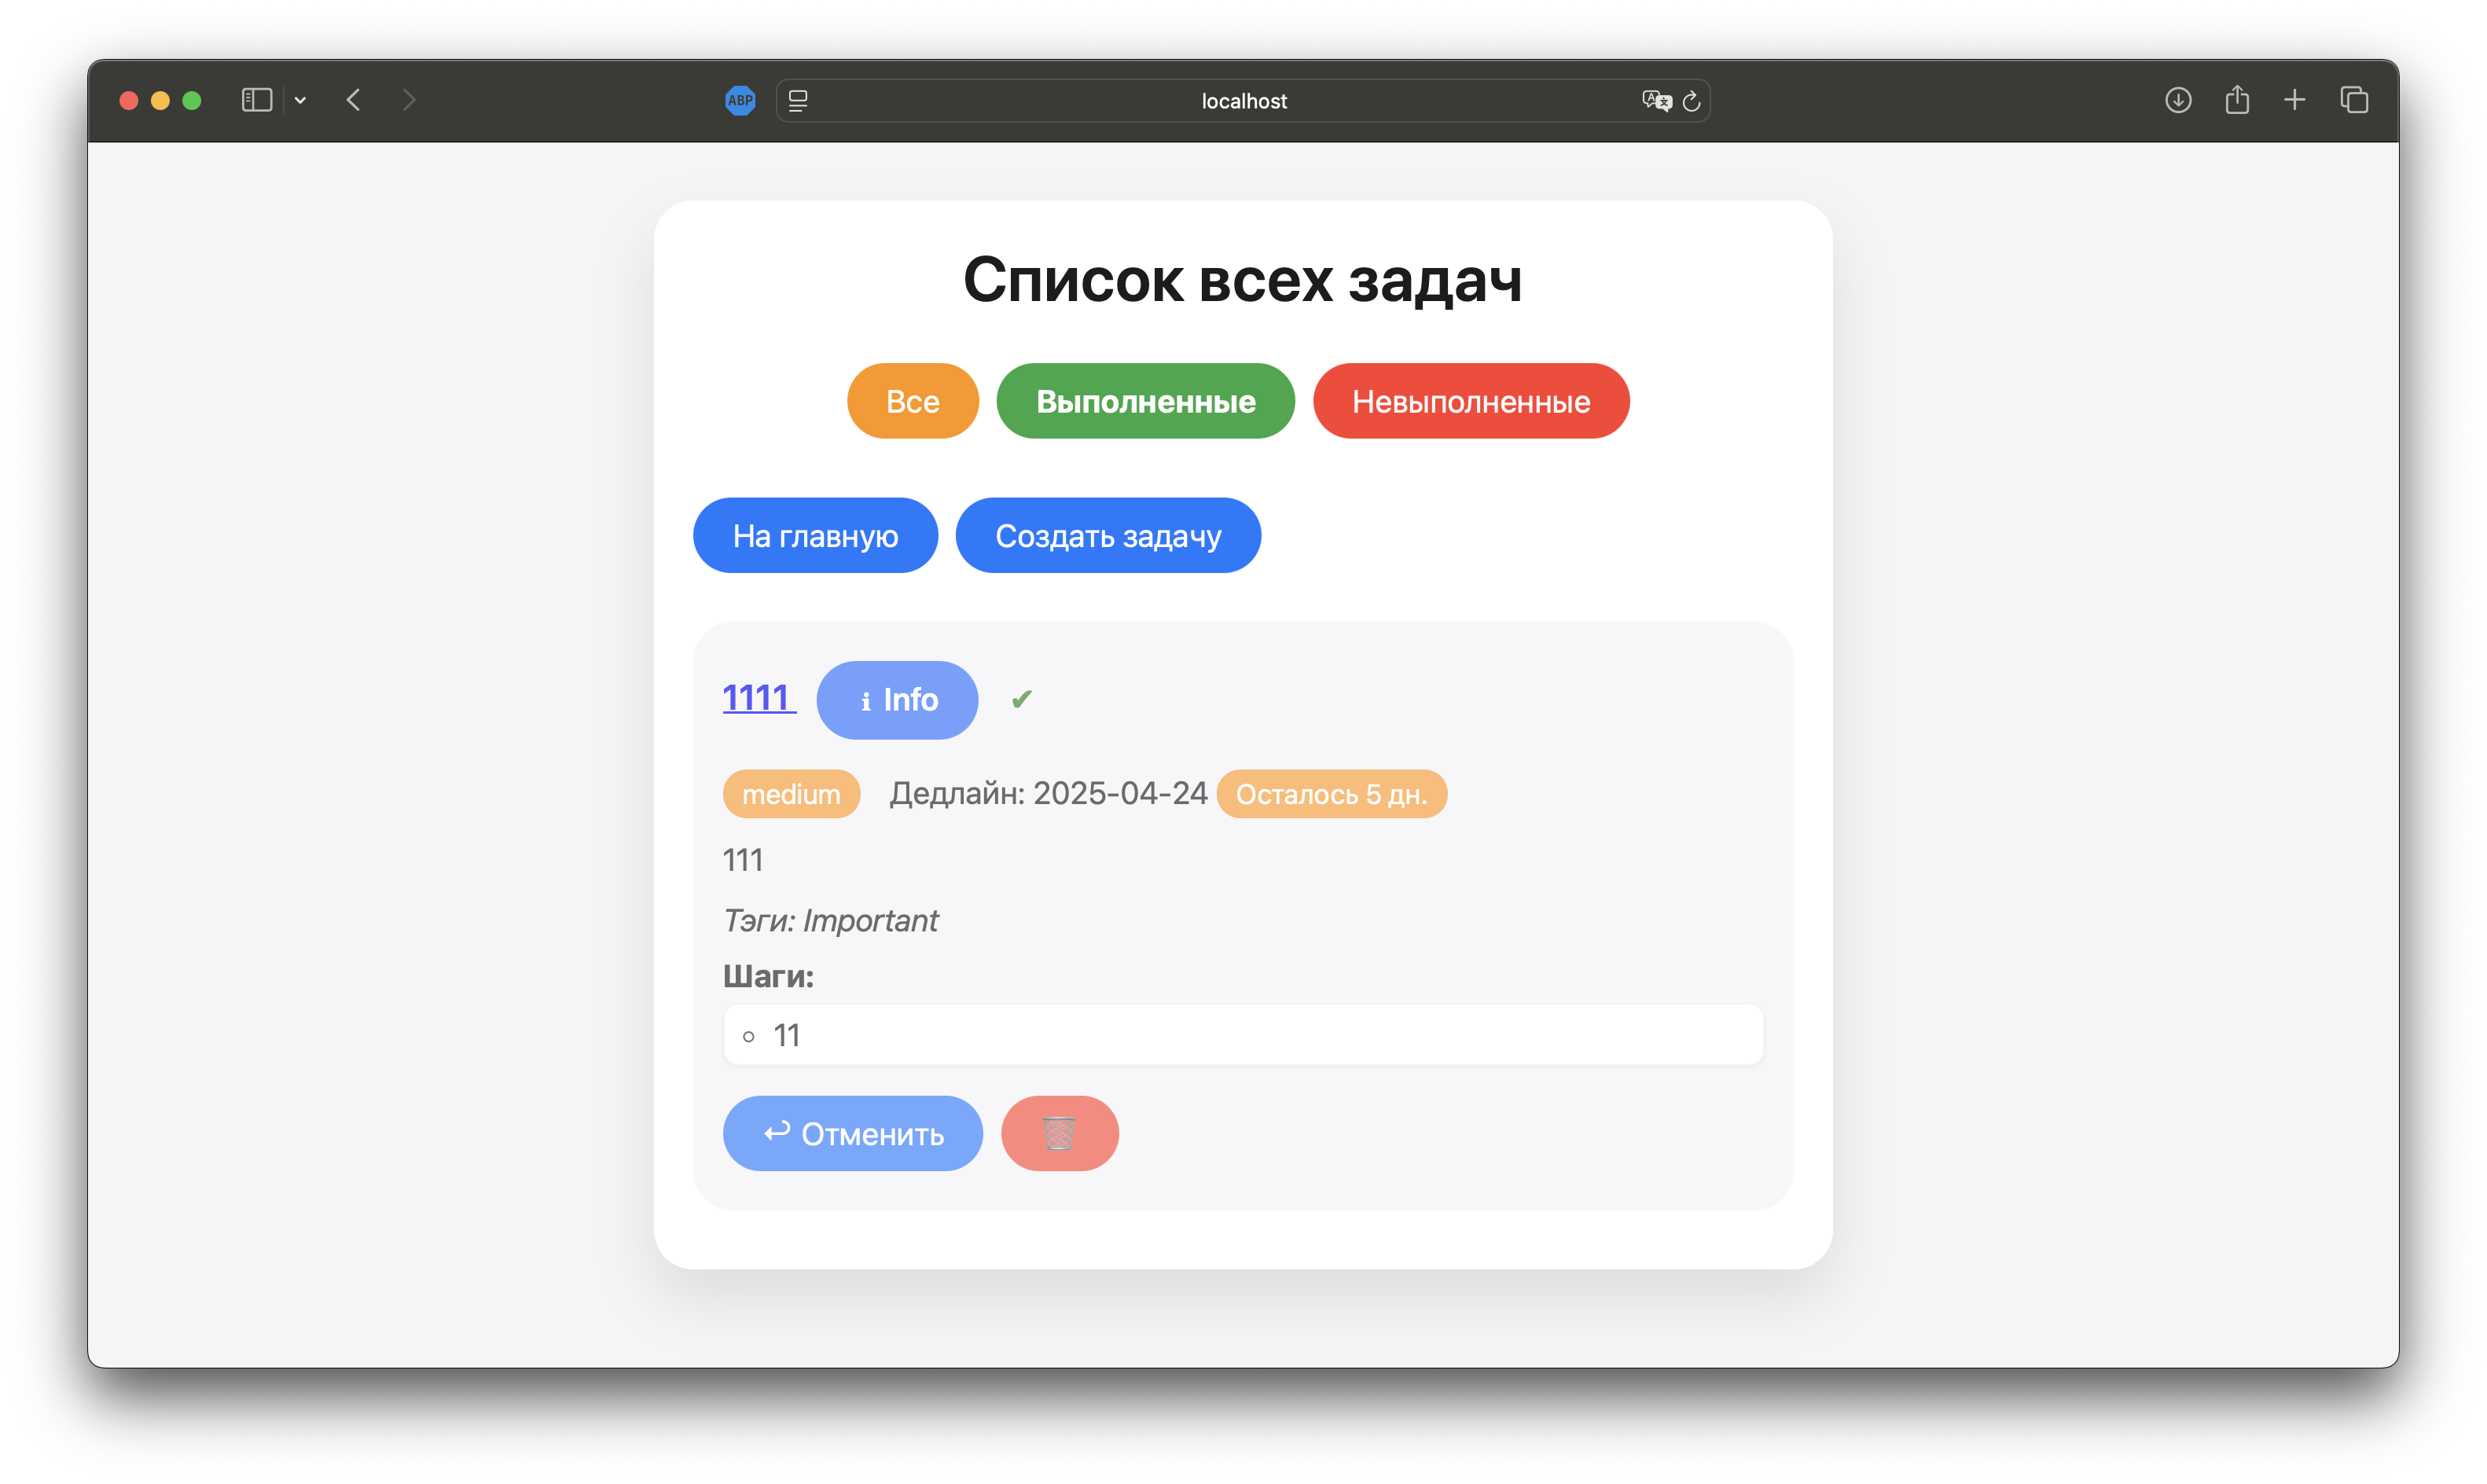 ABP
localhost
Список всех задач
Все Выполненные Невыполненные
На главную Создать задачу
1111 ℹ Info ✔
medium Дедлайн: 2025-04-24 Осталось 5 дн.
111
Тэги: Important
Шаги:
11
↩ Отменить